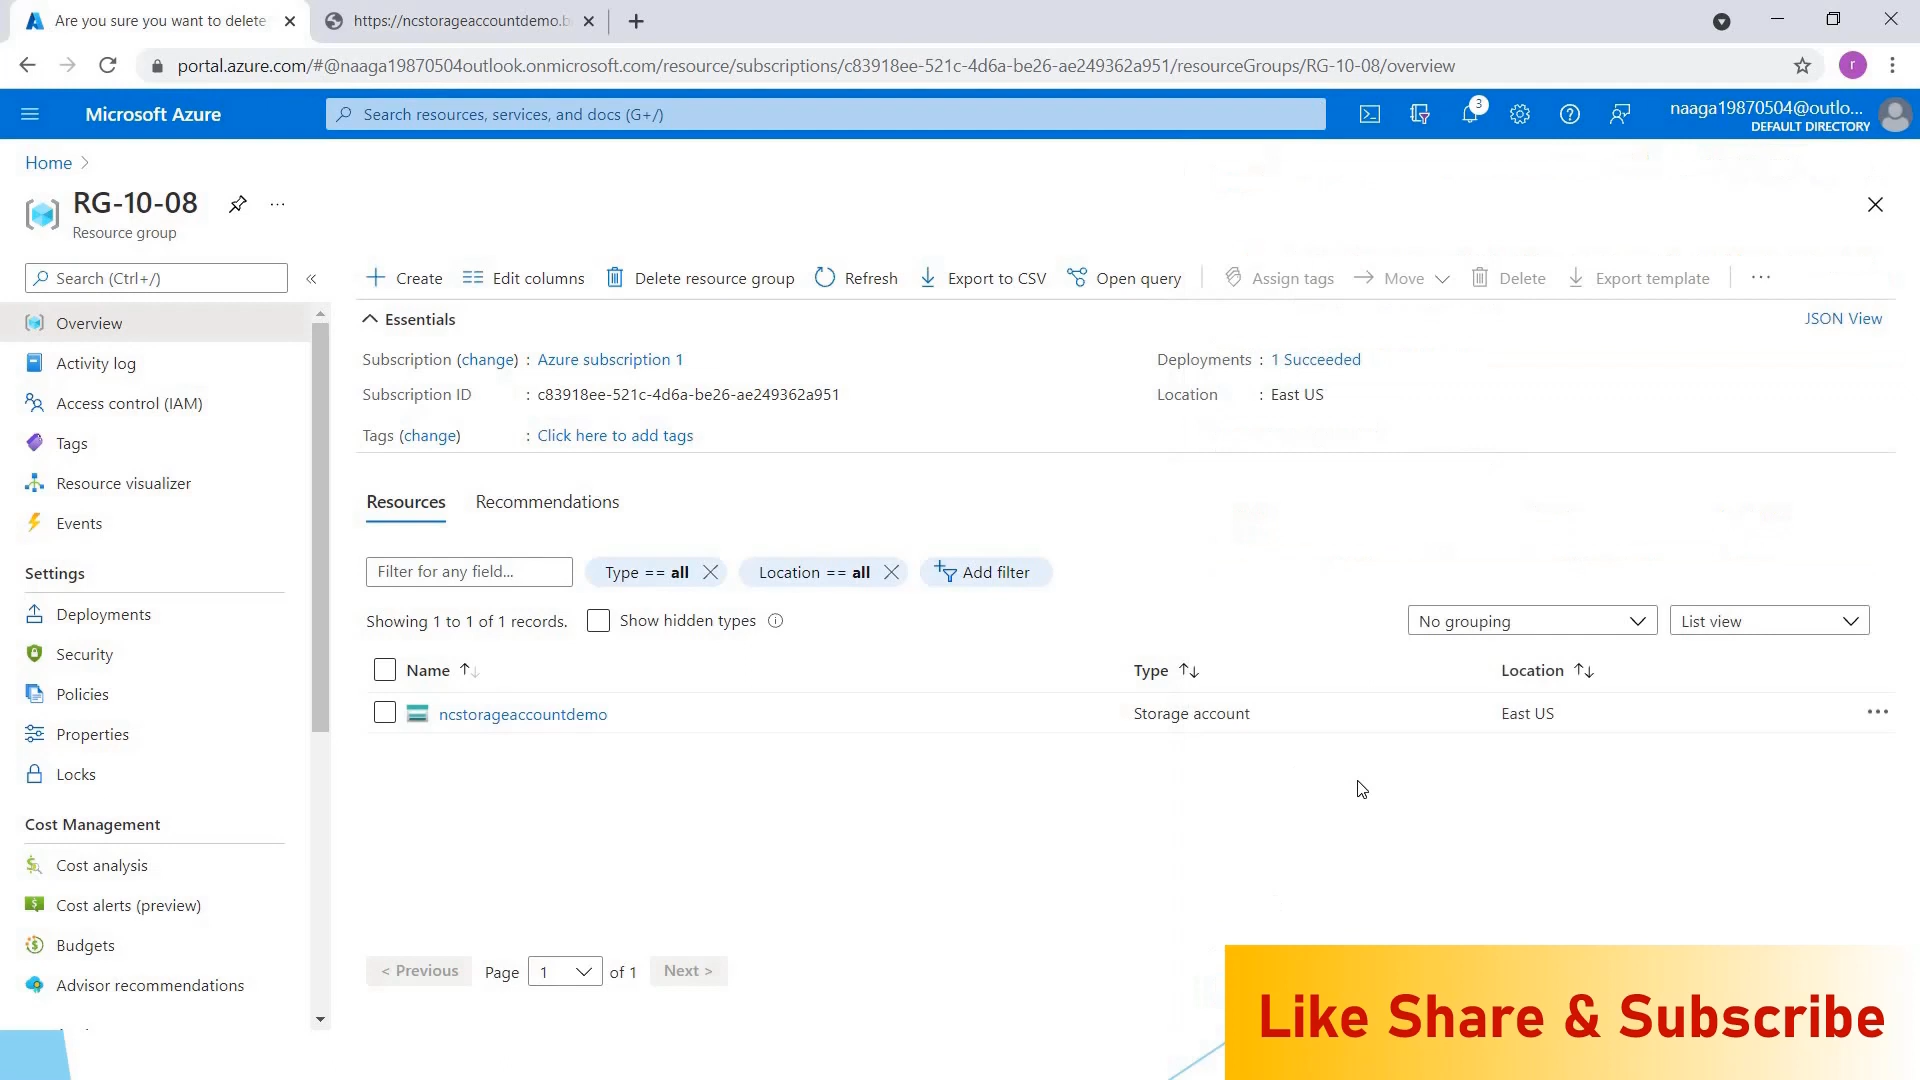 Are you sure you want to delete
https://ncstorageaccountdemo.b
portal.azure.com/#@naaga19870504outlook.onmicrosoft.com/resource/subscriptions/c83918ee-521c-4d6a-be26-ae249362a951/resourceGroups/RG-10-08/overview
r
Microsoft Azure
Search resources, services, and docs (G+/)
3
naaga19870504@outlo...
DEFAULT DIRECTORY
Home
RG-10-08
...
Resource group
Search (Ctrl+/)
«
Create
Edit columns
Delete resource group
Refresh
Export to CSV
Open query
Assign tags
Move
Delete
Export template
...
Overview
Activity log
Access control (IAM)
Tags
Resource visualizer
Events
Settings
Deployments
Security
Policies
Properties
Locks
Cost Management
Cost analysis
Cost alerts (preview)
Budgets
Advisor recommendations
Essentials
JSON View
Subscription (change) : Azure subscription 1
Deployments : 1 Succeeded
Subscription ID : c83918ee-521c-4d6a-be26-ae249362a951
Location : East US
Tags (change) : Click here to add tags
Resources
Recommendations
Filter for any field...
Type == all
Location == all
Add filter
Showing 1 to 1 of 1 records.
Show hidden types
No grouping
List view
Name
Type
Location
ncstorageaccountdemo
Storage account
East US
...
< Previous
Page 1 of 1
Next >
Like Share & Subscribe